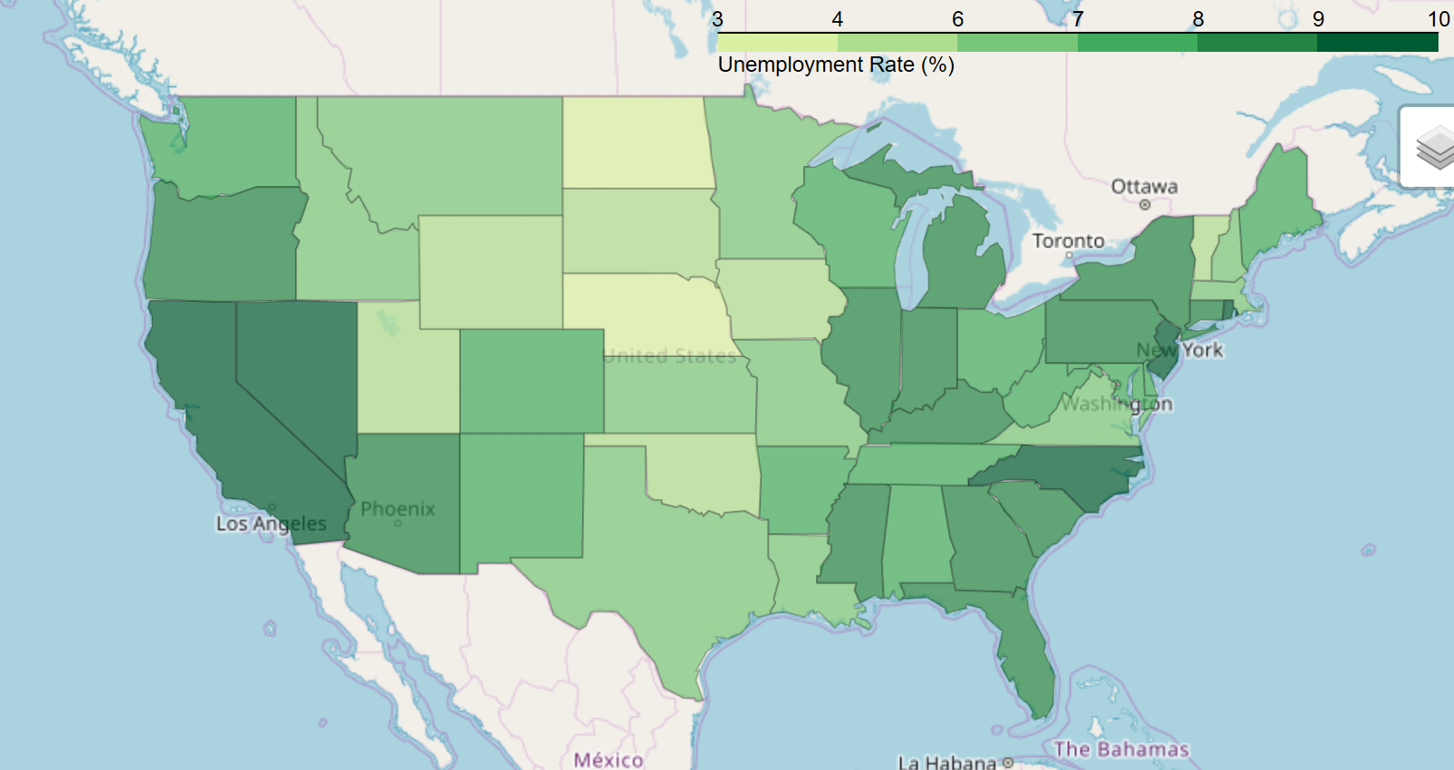 3 4 6 7 8 9 10
Unemployment Rate (%)
Ottawa
Toronto
United States
New York
Washington
Phoenix
Los Angeles
México
La Habana
The Bahamas